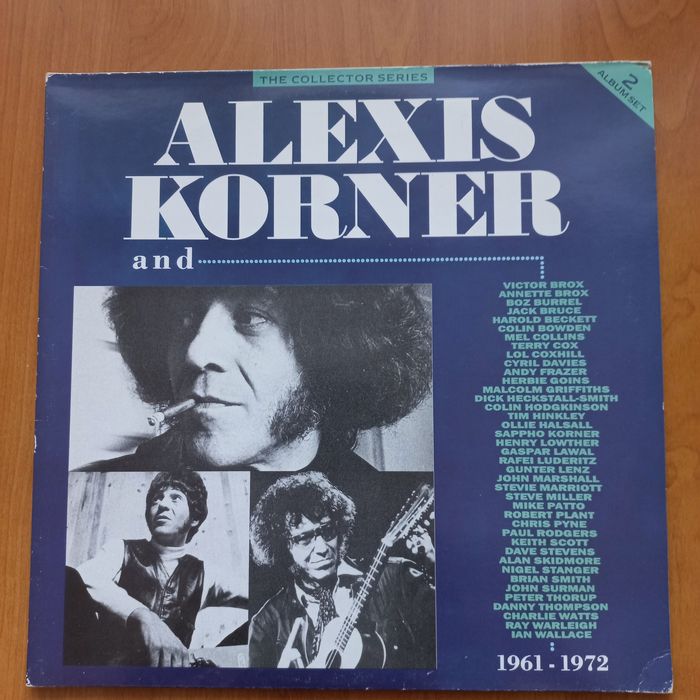 THE COLLECTOR SERIES
2
ALBUM SET
ALEXIS
KORNER
and
VICTOR BROX
ANNETTE BROX
BOZ BURREL
JACK BRUCE
HAROLD BECKETT
COLIN BOWDEN
MEL COLLINS
TERRY COX
LOL COXHILL
CYRIL DAVIES
ANDY FRAZER
HERBIE GOINS
MALCOLM GRIFFITHS
DICK HECKSTALL-SMITH
COLIN HODGKINSON
TIM HINKLEY
OLLIE HALSALL
SAPPHO KORNER
HENRY LOWTHER
GASPAR LAWAL
RAFEI LUDERITZ
GUNTER LENZ
JOHN MARSHALL
STEVIE MARRIOTT
STEVE MILLER
MIKE PATTO
ROBERT PLANT
CHRIS PYNE
PAUL RODGERS
KEITH SCOTT
DAVE STEVENS
ALAN SKIDMORE
NIGEL STANGER
BRIAN SMITH
JOHN SURMAN
PETER THORUP
DANNY THOMPSON
CHARLIE WATTS
RAY WARLEIGH
IAN WALLACE
1961 - 1972